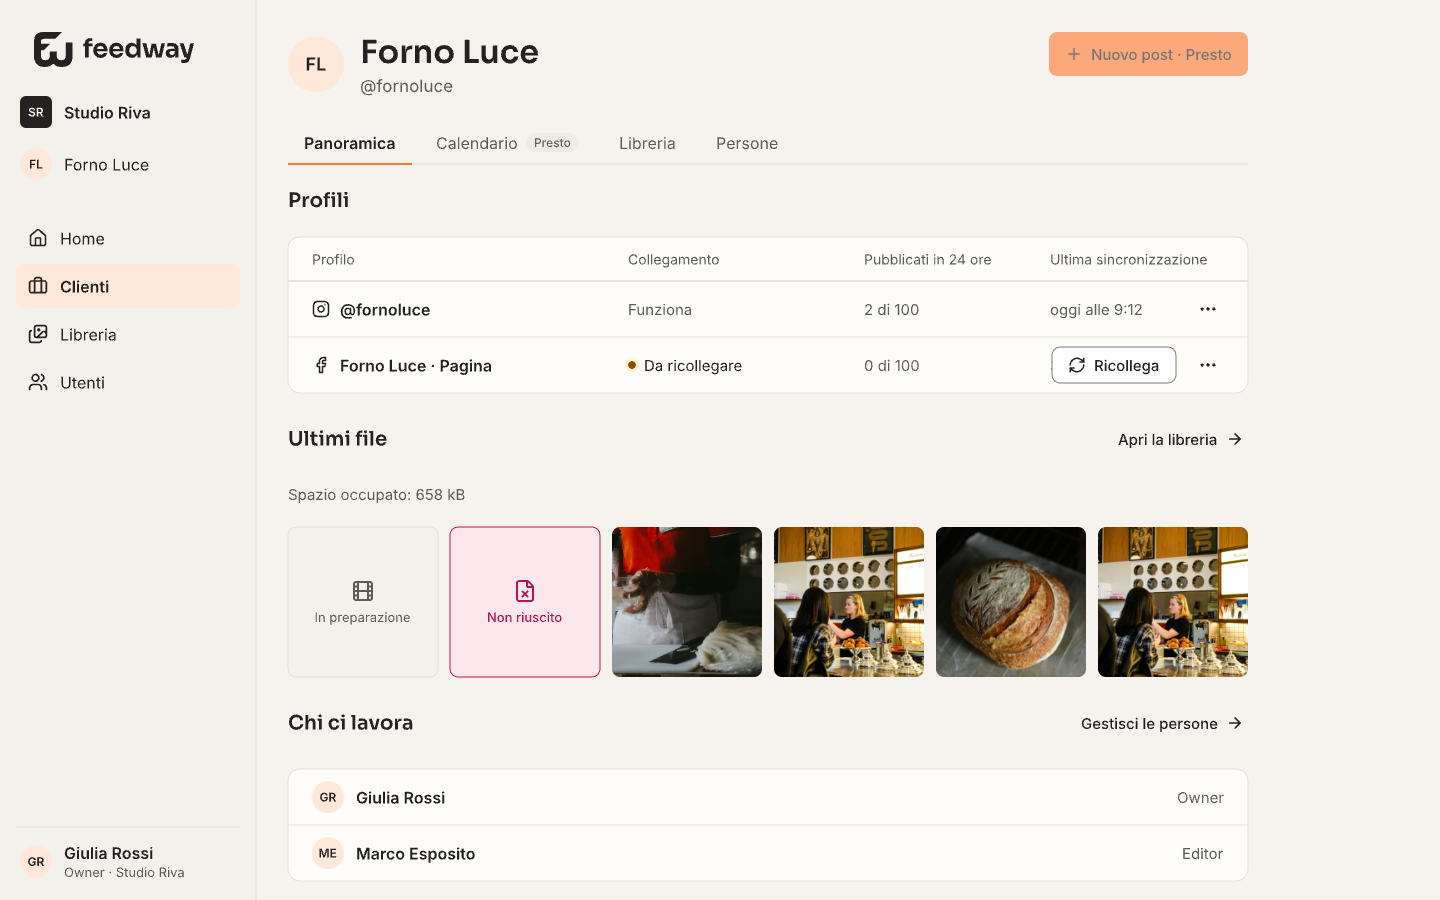 feedway
SR Studio Riva
FL Forno Luce
Home
Clienti
Libreria
Utenti
GR Giulia Rossi
Owner · Studio Riva
FL Forno Luce
@fornoluce
Nuovo post · Presto
Panoramica Calendario Presto Libreria Persone
Profili
Profilo Collegamento Pubblicati in 24 ore Ultima sincronizzazione
@fornoluce Funziona 2 di 100 oggi alle 9:12
Forno Luce · Pagina Da ricollegare 0 di 100 Ricollega
Ultimi file Apri la libreria
Spazio occupato: 658 kB
In preparazione Non riuscito
Chi ci lavora Gestisci le persone
GR Giulia Rossi Owner
ME Marco Esposito Editor